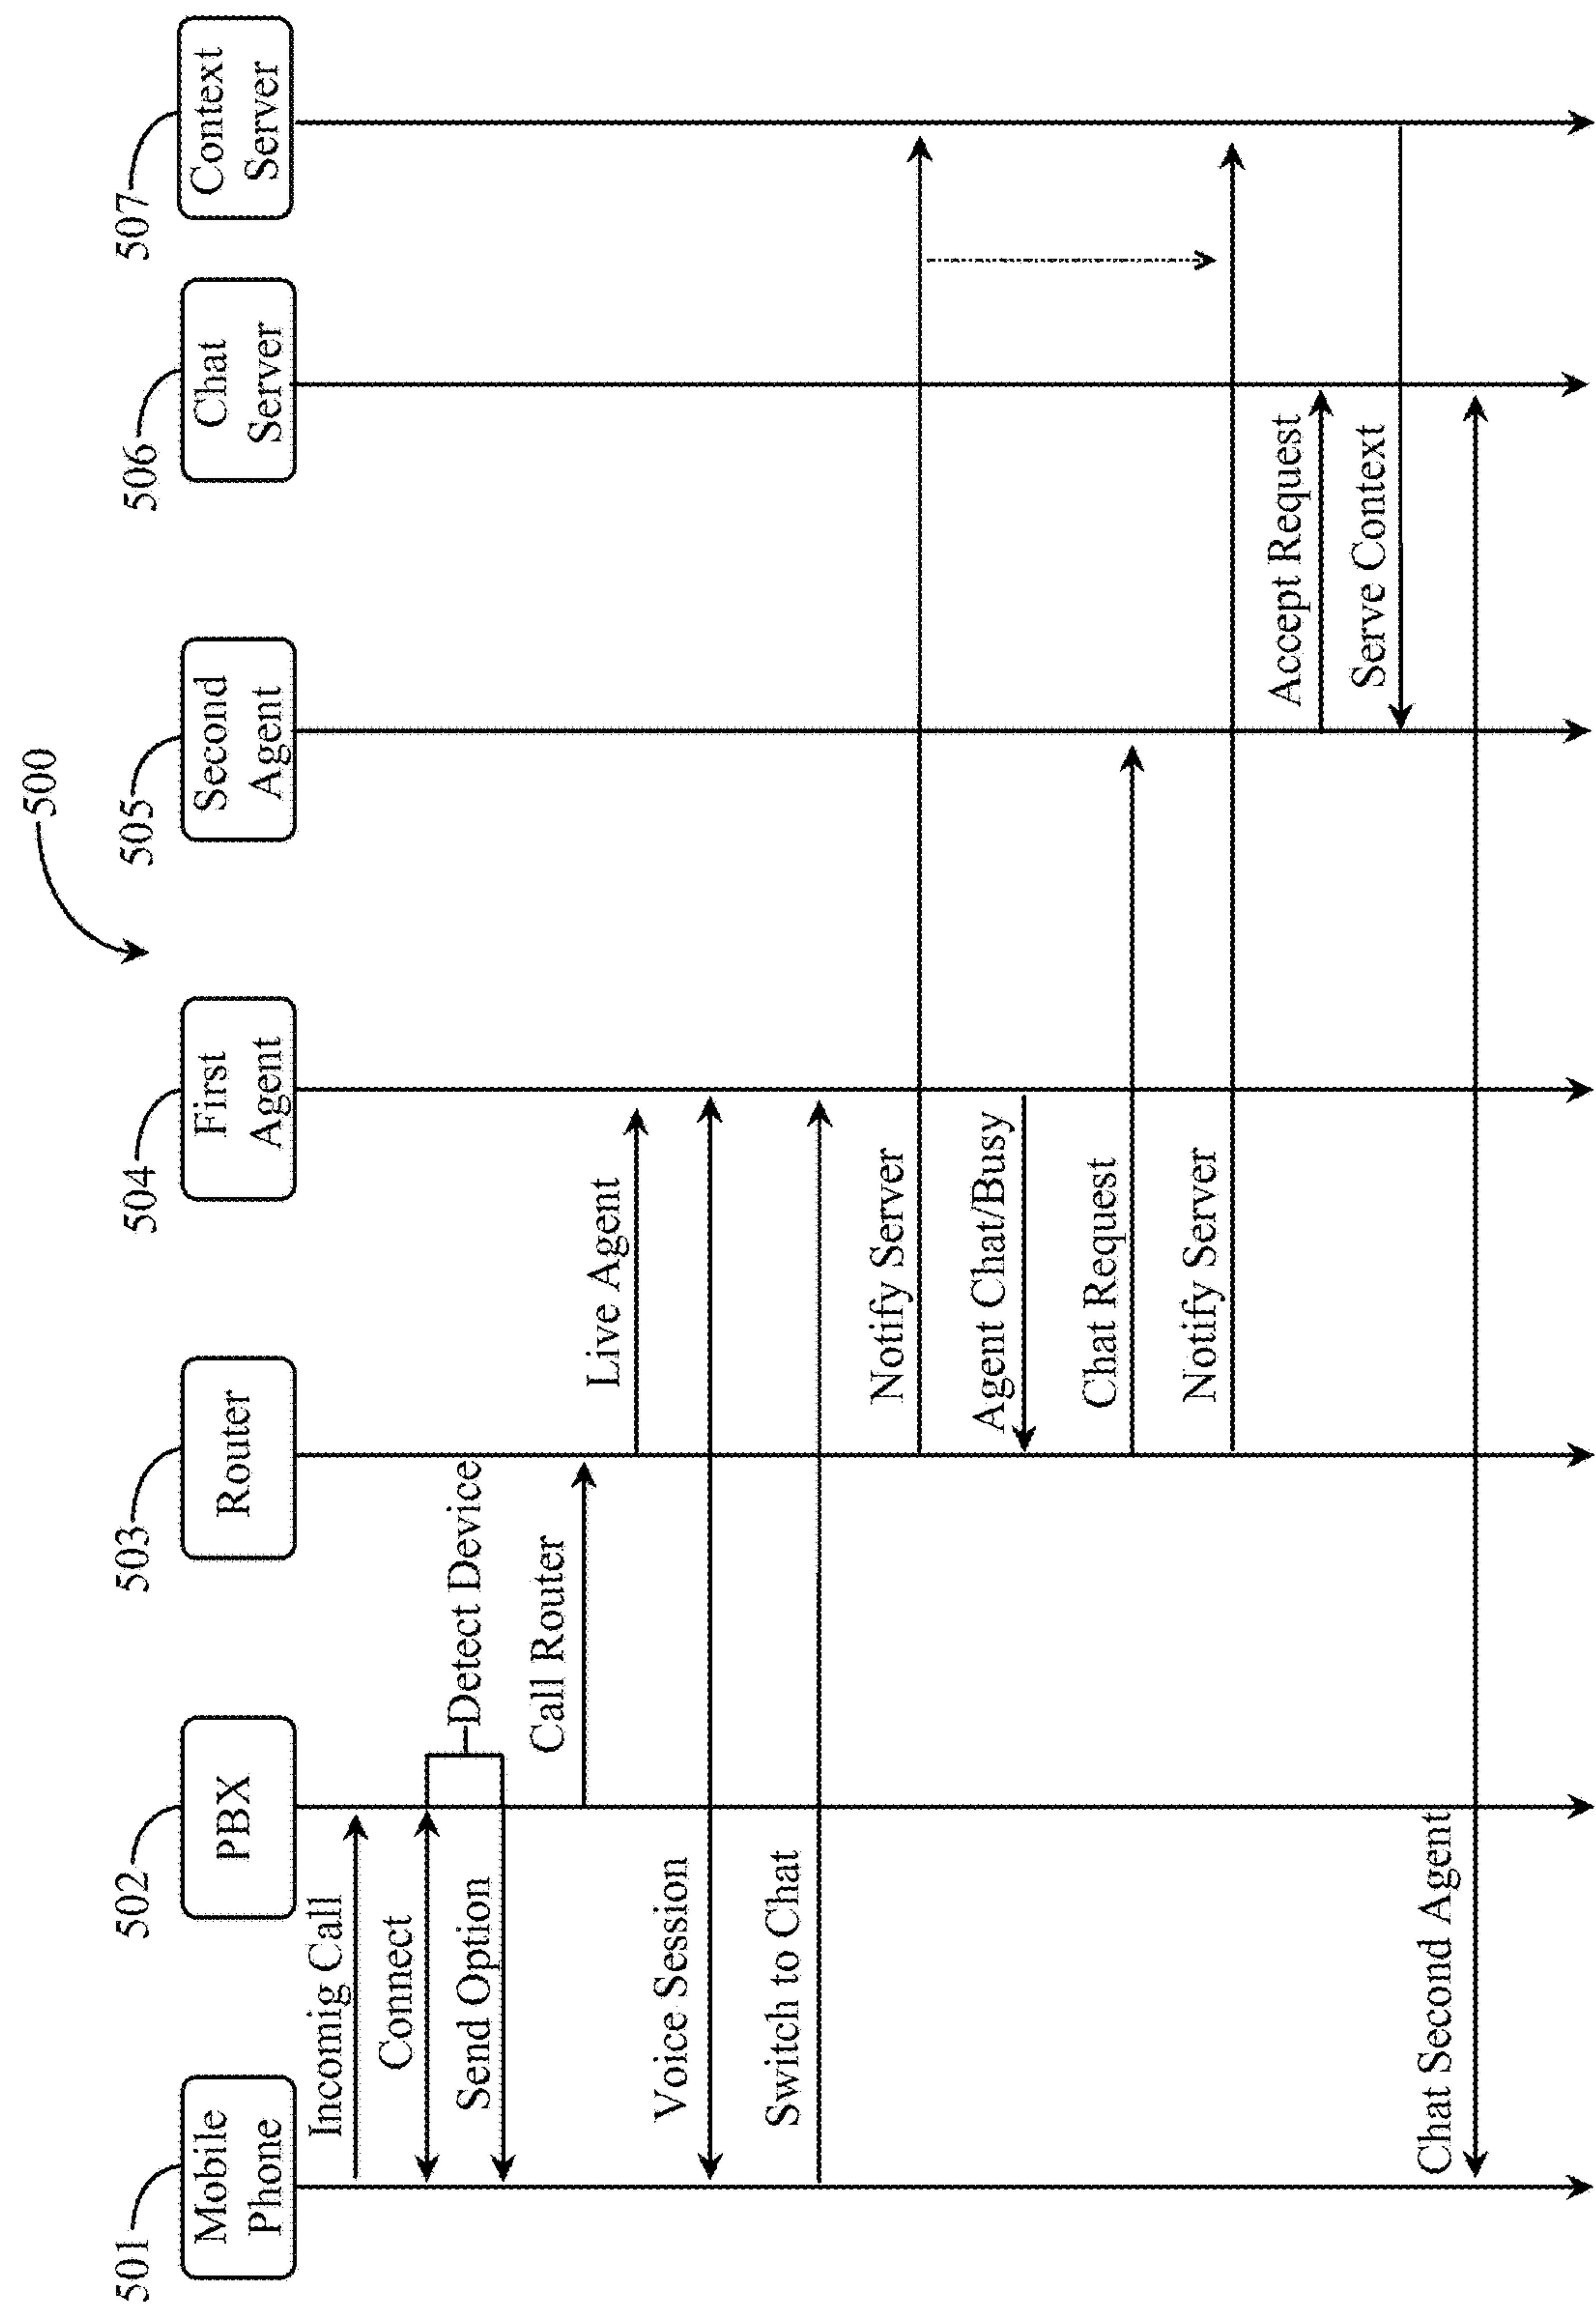 500
501
502
503
504
505
506
507
Mobile
Phone
PBX
Router
First
Agent
Second
Agent
Chat
Server
Context
Server
Incomig Call
Connect
Detect Device
Send Option
Call Router
Live Agent
Voice Session
Switch to Chat
Notify Server
Agent Chat/Busy
Chat Request
Notify Server
Accept Request
Serve Context
Chat Second Agent